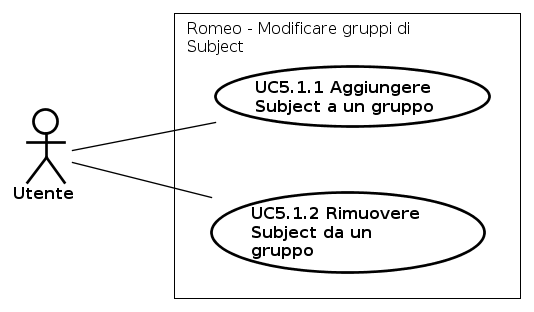 Romeo - Modificare gruppi di
Subject
UC5.1.1 Aggiungere
Subject a un gruppo
Utente
UC5.1.2 Rimuovere
Subject da un
gruppo